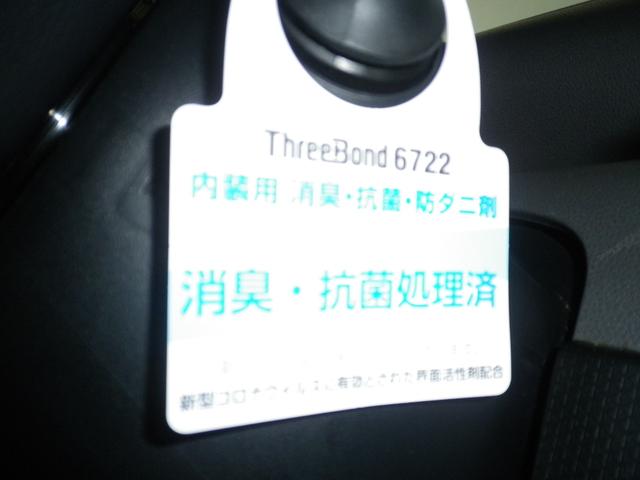 ThreeBond 6722
内装用 消臭・抗菌・防ダニ剤
消臭・抗菌処理済
新型コロナウィルスに有効とされた界面活性剤配合